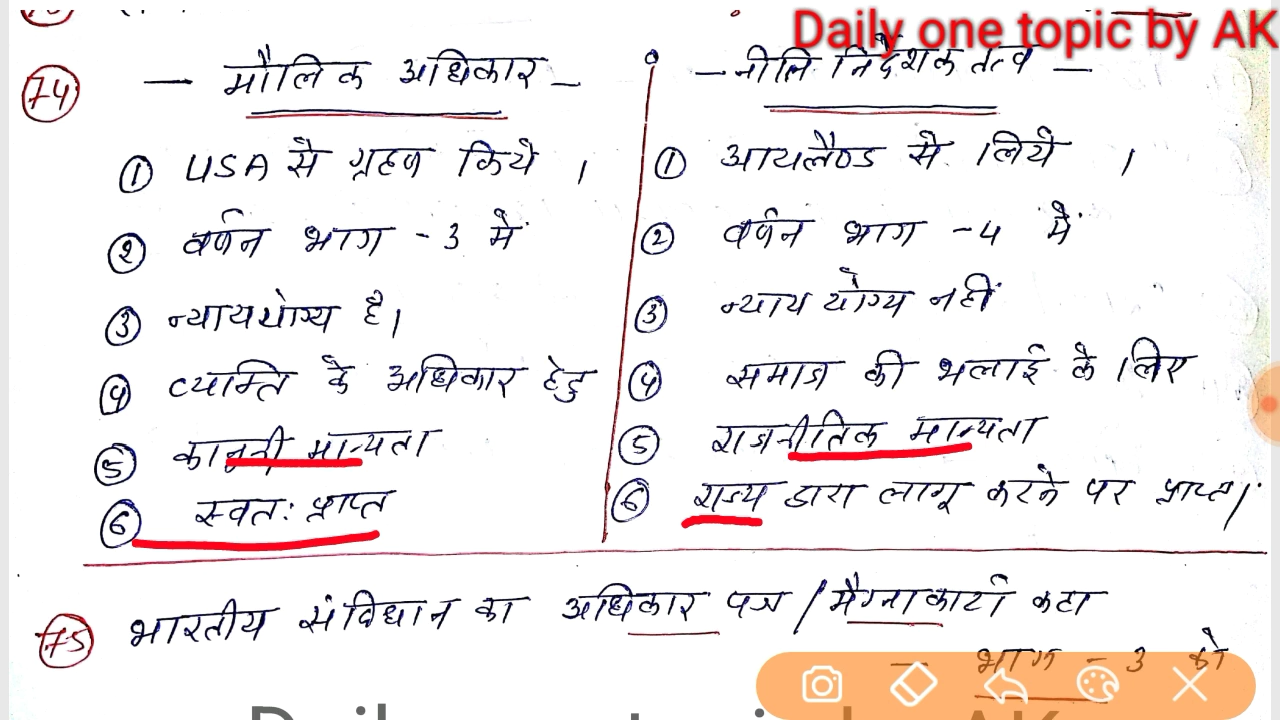 Daily one topic by AK
74
— मौलिक अधिकार —
① USA से ग्रहण किये ।
② वर्णन भाग - 3 में
③ न्याययोग्य है।
④ व्यक्ति के अधिकार हेतु
⑤ कानूनी मान्यता
⑥ स्वतः प्राप्त
— नीति निर्देशक तत्व —
① आयलैण्ड से लिये ।
② वर्णन भाग - 4 में
③ न्याय योग्य नहीं
④ समाज की भलाई के लिए
⑤ राजनीतिक मान्यता
⑥ राज्य द्वारा लागू करने पर प्राप्त।
75 भारतीय संविधान का अधिकार पत्र / मैग्नाकार्टा कहा
— भाग - 3 को